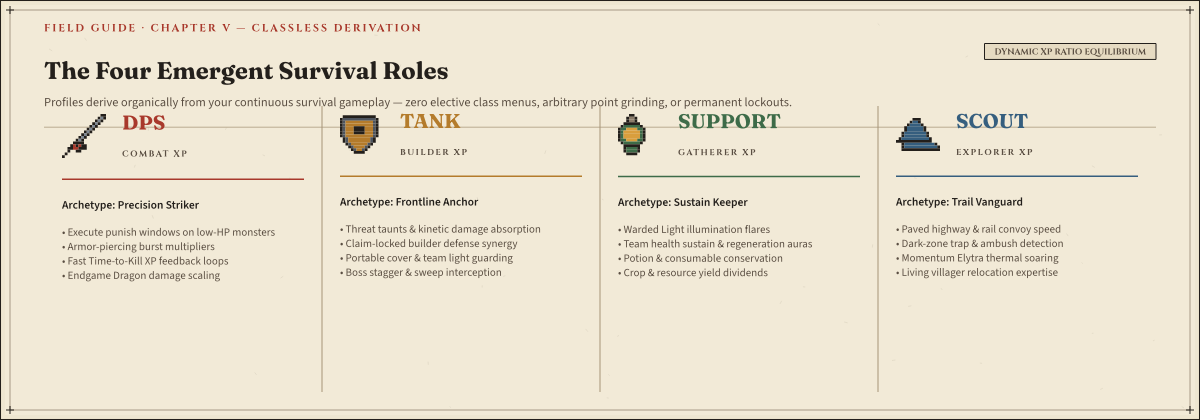 FIELD GUIDE · CHAPTER V — CLASSLESS DERIVATION
DYNAMIC XP RATIO EQUILIBRIUM
The Four Emergent Survival Roles
Profiles derive organically from your continuous survival gameplay — zero elective class menus, arbitrary point grinding, or permanent lockouts.
DPS
COMBAT XP
Archetype: Precision Striker
• Execute punish windows on low-HP monsters
• Armor-piercing burst multipliers
• Fast Time-to-Kill XP feedback loops
• Endgame Dragon damage scaling
TANK
BUILDER XP
Archetype: Frontline Anchor
• Threat taunts & kinetic damage absorption
• Claim-locked builder defense synergy
• Portable cover & team light guarding
• Boss stagger & sweep interception
SUPPORT
GATHERER XP
Archetype: Sustain Keeper
• Warded Light illumination flares
• Team health sustain & regeneration auras
• Potion & consumable conservation
• Crop & resource yield dividends
SCOUT
EXPLORER XP
Archetype: Trail Vanguard
• Paved highway & rail convoy speed
• Dark-zone trap & ambush detection
• Momentum Elytra thermal soaring
• Living villager relocation expertise